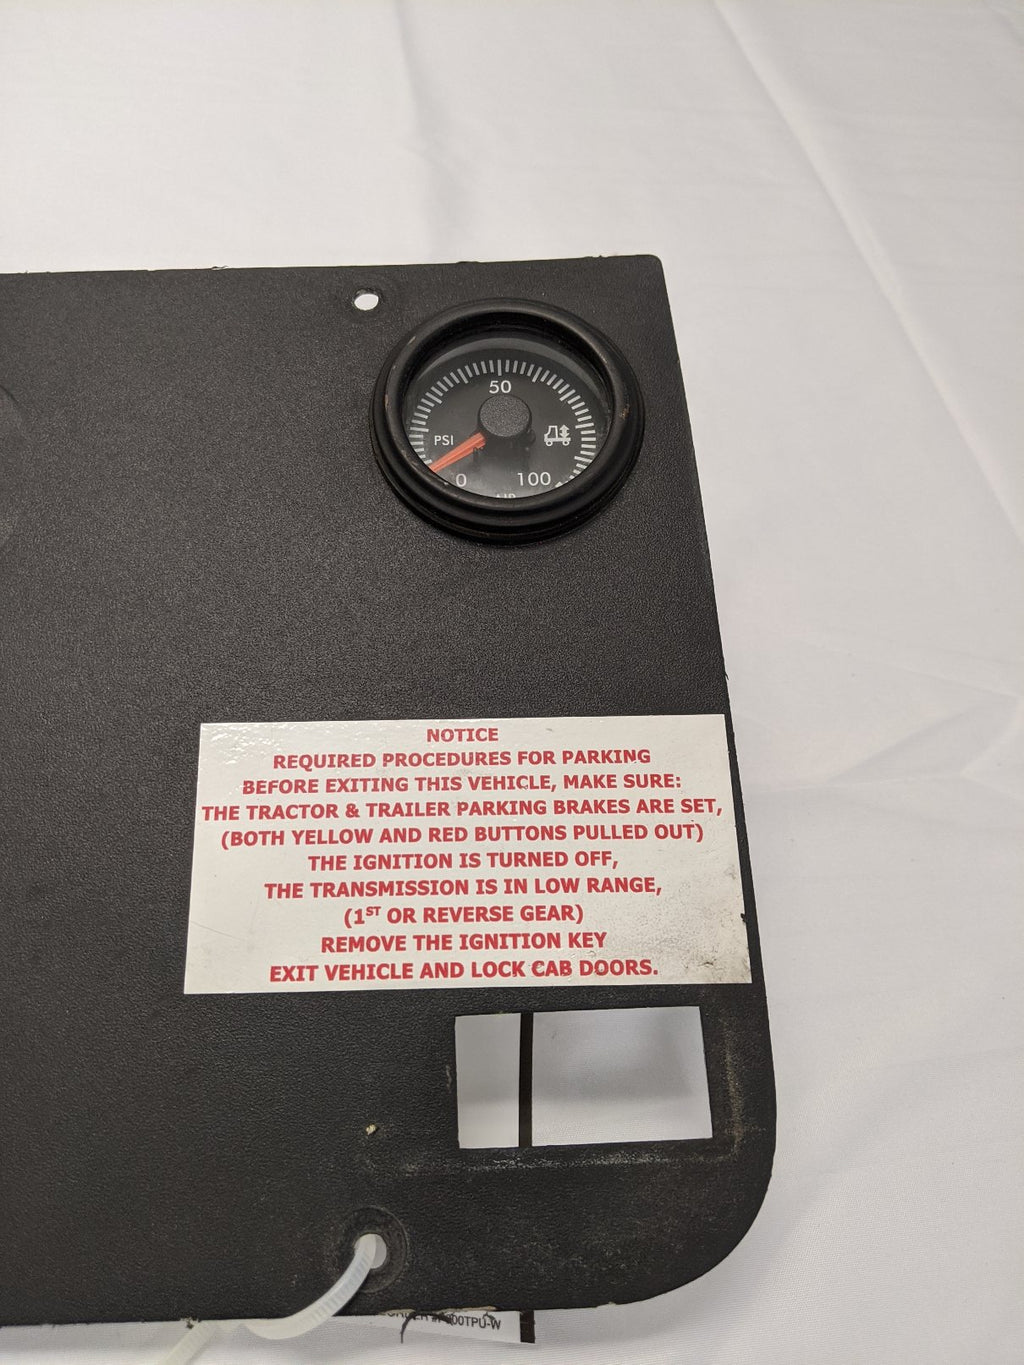 50
PSI
0
100
NOTICE
REQUIRED PROCEDURES FOR PARKING
BEFORE EXITING THIS VEHICLE, MAKE SURE:
THE TRACTOR & TRAILER PARKING BRAKES ARE SET,
(BOTH YELLOW AND RED BUTTONS PULLED OUT)
THE IGNITION IS TURNED OFF,
THE TRANSMISSION IS IN LOW RANGE,
(1ST OR REVERSE GEAR)
REMOVE THE IGNITION KEY
EXIT VEHICLE AND LOCK CAB DOORS.